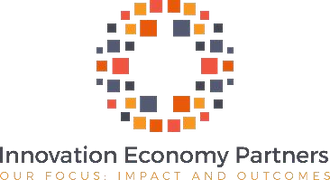 Innovation Economy Partners
OUR FOCUS: IMPACT AND OUTCOMES